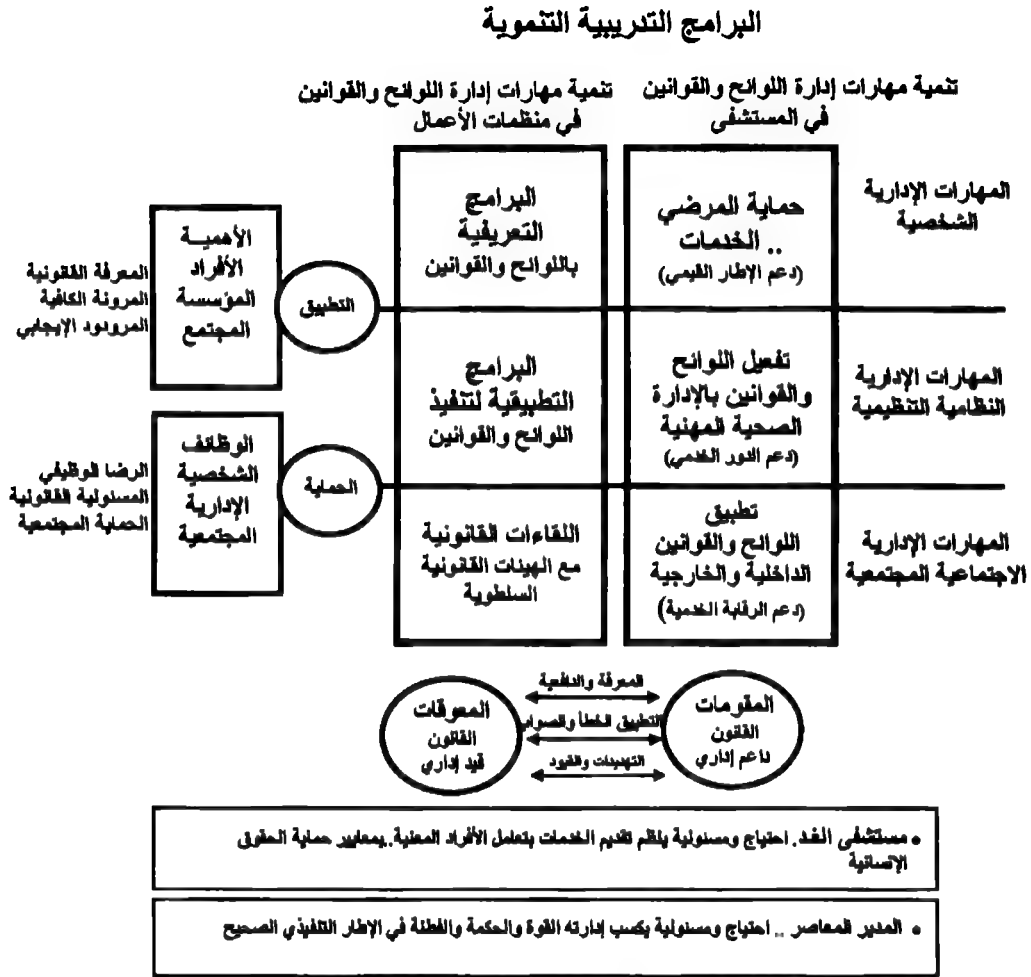 البرامج التدريبية التنموية
تنمية مهارات إدارة اللوائح والقوانين
في المستشفى
تنمية مهارات إدارة اللوائح والقوانين
في منظمات الأعمال
المهارات الإدارية
الشخصية
حماية المرضي
.. الخدمات
(دعم الإطار القيمي)
البرامج
التعريفية
باللوائح والقوانين
التطبيق
الأهميـة
الأفراد
المؤسسة
المجتمع
المعرفة القانونية
المرونة الكافية
المردود الإيجابي
المهارات الإدارية
النظامية التنظيمية
تفعيل اللوائح
والقوانين بالإدارة
الصحية المهنية
(دعم الدور الخدمي)
البرامج
التطبيقية لتنفيذ
اللوائح والقوانين
الحماية
الوظائف
الشخصية
الإدارية
المجتمعية
الرضا الوظيفي
المسئولية القانونية
الحماية المجتمعية
المهارات الإدارية
الاجتماعية المجتمعية
تطبيق
اللوائح والقوانين
الداخلية والخارجية
(دعم الرقابة الخدمية)
اللقاءات القانونية
مع الهيئات القانونية
السلطوية
المقومات
القانون
داعم إداري
المعرفة والدافعية
التطبيق الخطأ والصواب
التهديدات والقيود
المعوقات
القانون
قيد إداري
• مستشفى الغد. احتياج ومسئولية ينظم تقديم الخدمات بتعامل الأفراد المعنية..بمعايير حماية الحقوق
الإنسانية
• المدير المعاصر .. احتياج ومسئولية يكسب إدارته القوة والحكمة والفطنة في الإطار التنفيذي الصحيح